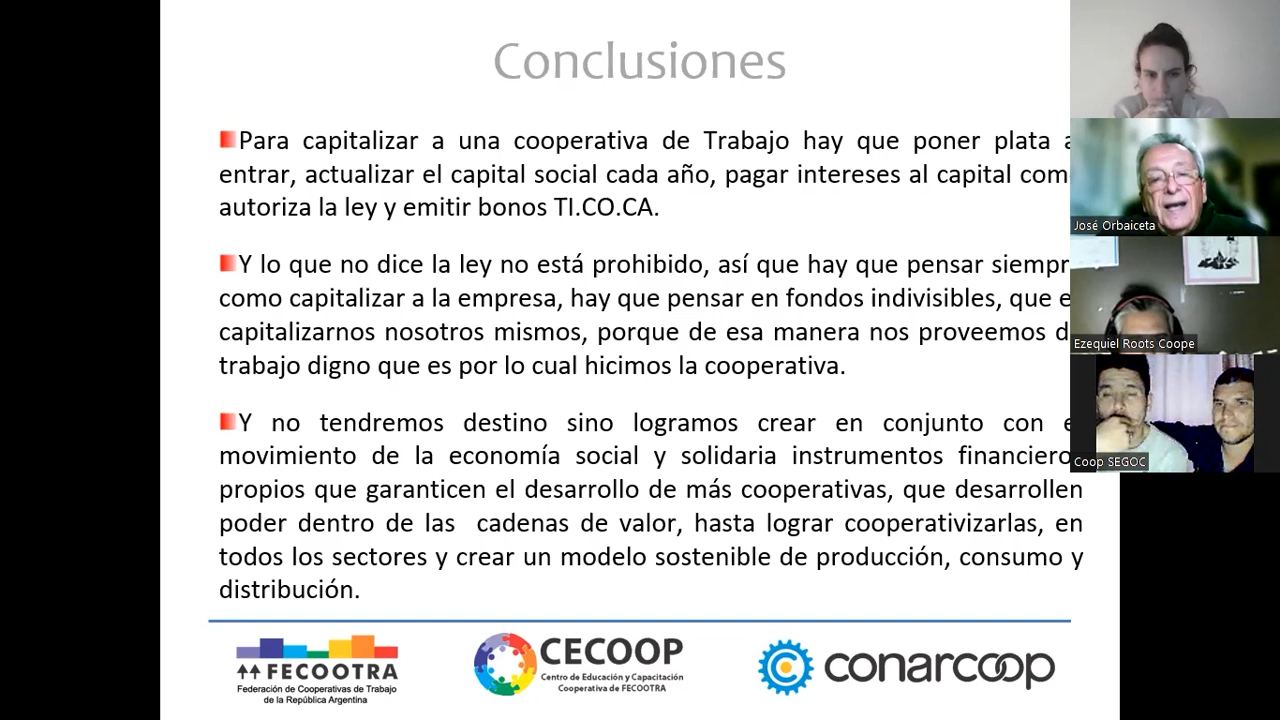 Conclusiones
Para capitalizar a una cooperativa de Trabajo hay que poner plata a
entrar, actualizar el capital social cada año, pagar intereses al capital com
autoriza la ley y emitir bonos TI.CO.CA.
Y lo que no dice la ley no está prohibido, así que hay que pensar siempr
como capitalizar a la empresa, hay que pensar en fondos indivisibles, que e
capitalizarnos nosotros mismos, porque de esa manera nos proveemos d
trabajo digno que es por lo cual hicimos la cooperativa.
Y no tendremos destino sino logramos crear en conjunto con e
movimiento de la economía social y solidaria instrumentos financiero
propios que garanticen el desarrollo de más cooperativas, que desarrollen
poder dentro de las cadenas de valor, hasta lograr cooperativizarlas, en
todos los sectores y crear un modelo sostenible de producción, consumo y
distribución.
FECOOTRA
Federación de Cooperativas de Trabajo
de la República Argentina
CECOOP
Centro de Educación y Capacitación
Cooperativa de FECOOTRA
conarcoop
José Orbaiceta
Ezequiel Roots Coope
Coop SEGOC